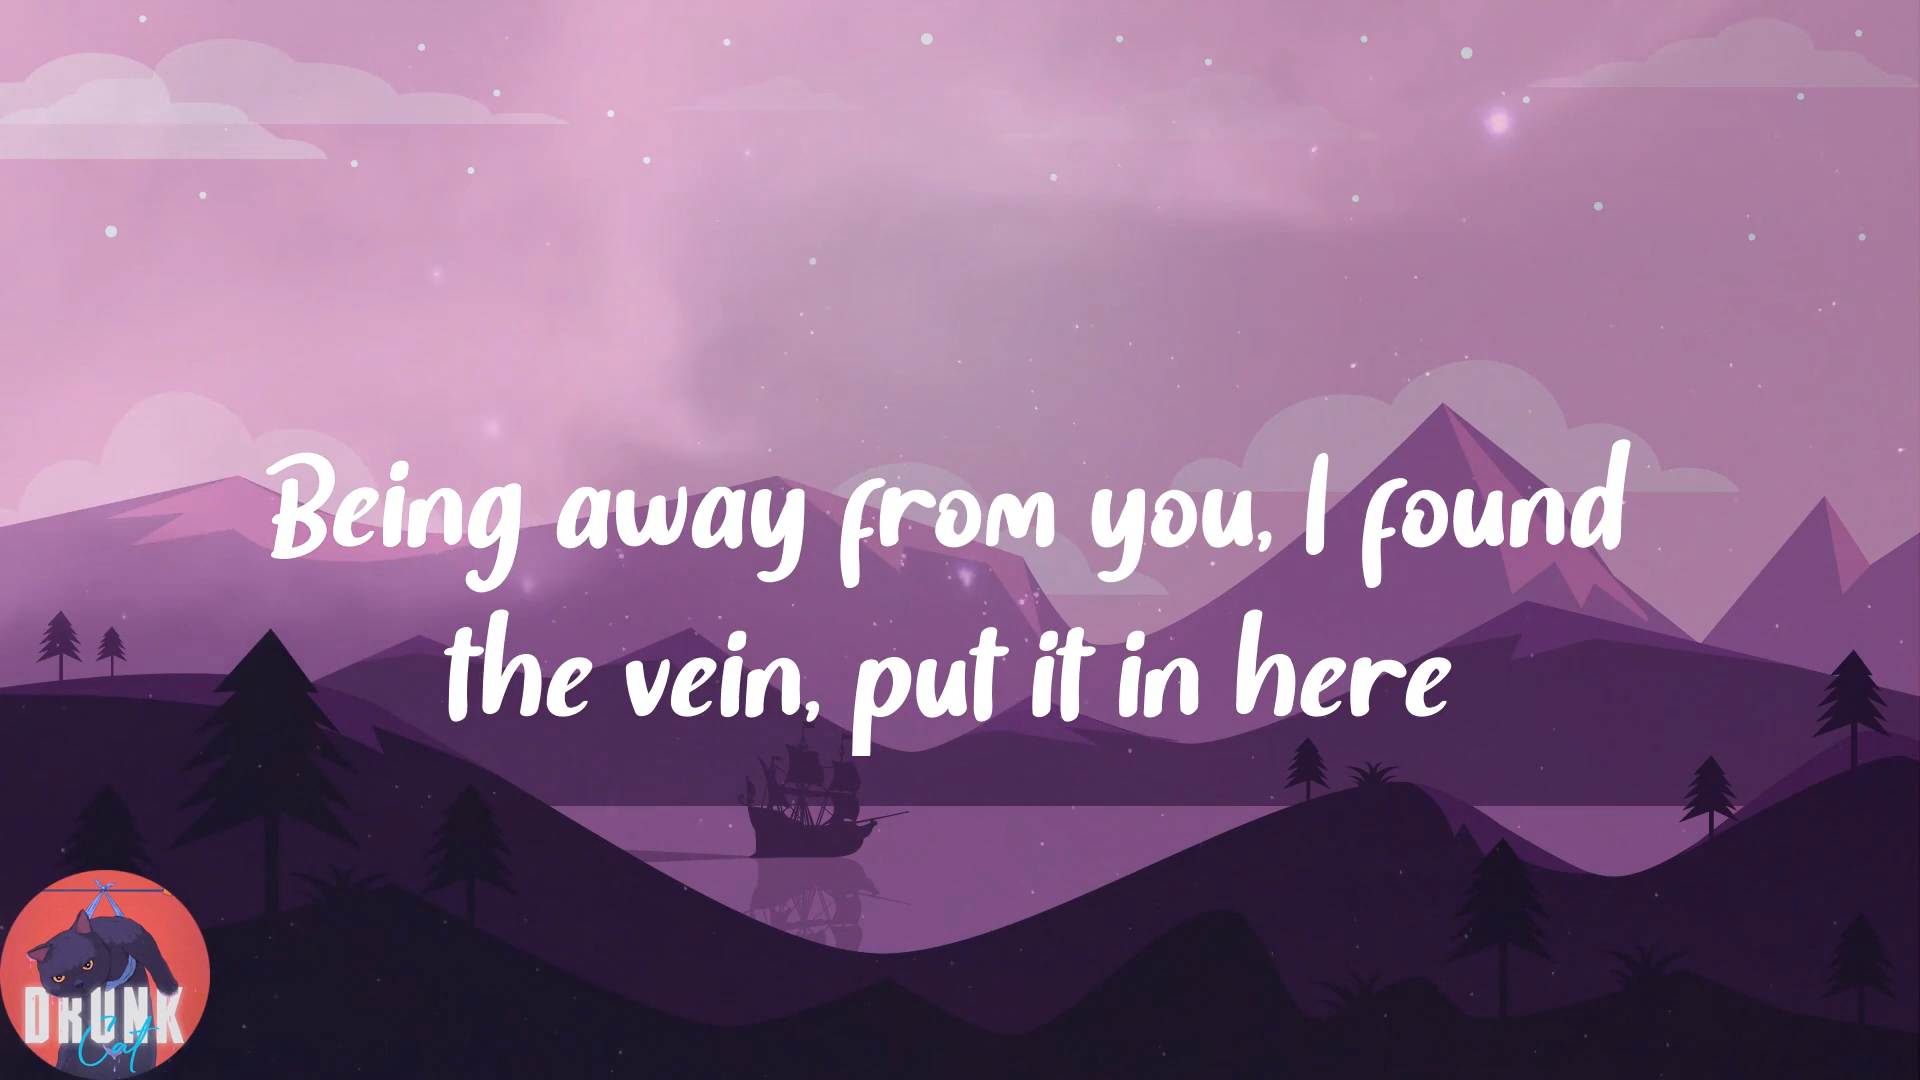 Being away from you, I found
the vein, put it in here
DRUNK
Cat